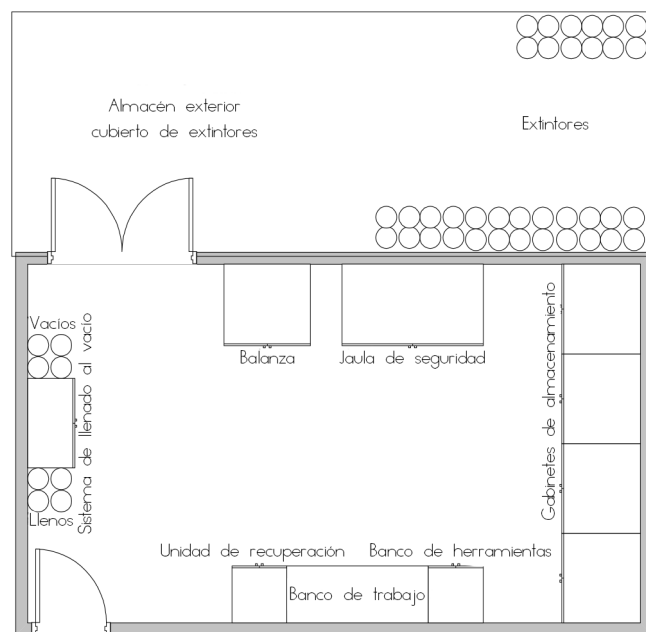 Almacén exterior
cubierto de extintores
Extintores
Vacíos
Sistema de llenado al vacío
Llenos
Balanza
Jaula de seguridad
Gabinetes de almacenamiento
Unidad de recuperación
Banco de herramientas
Banco de trabajo